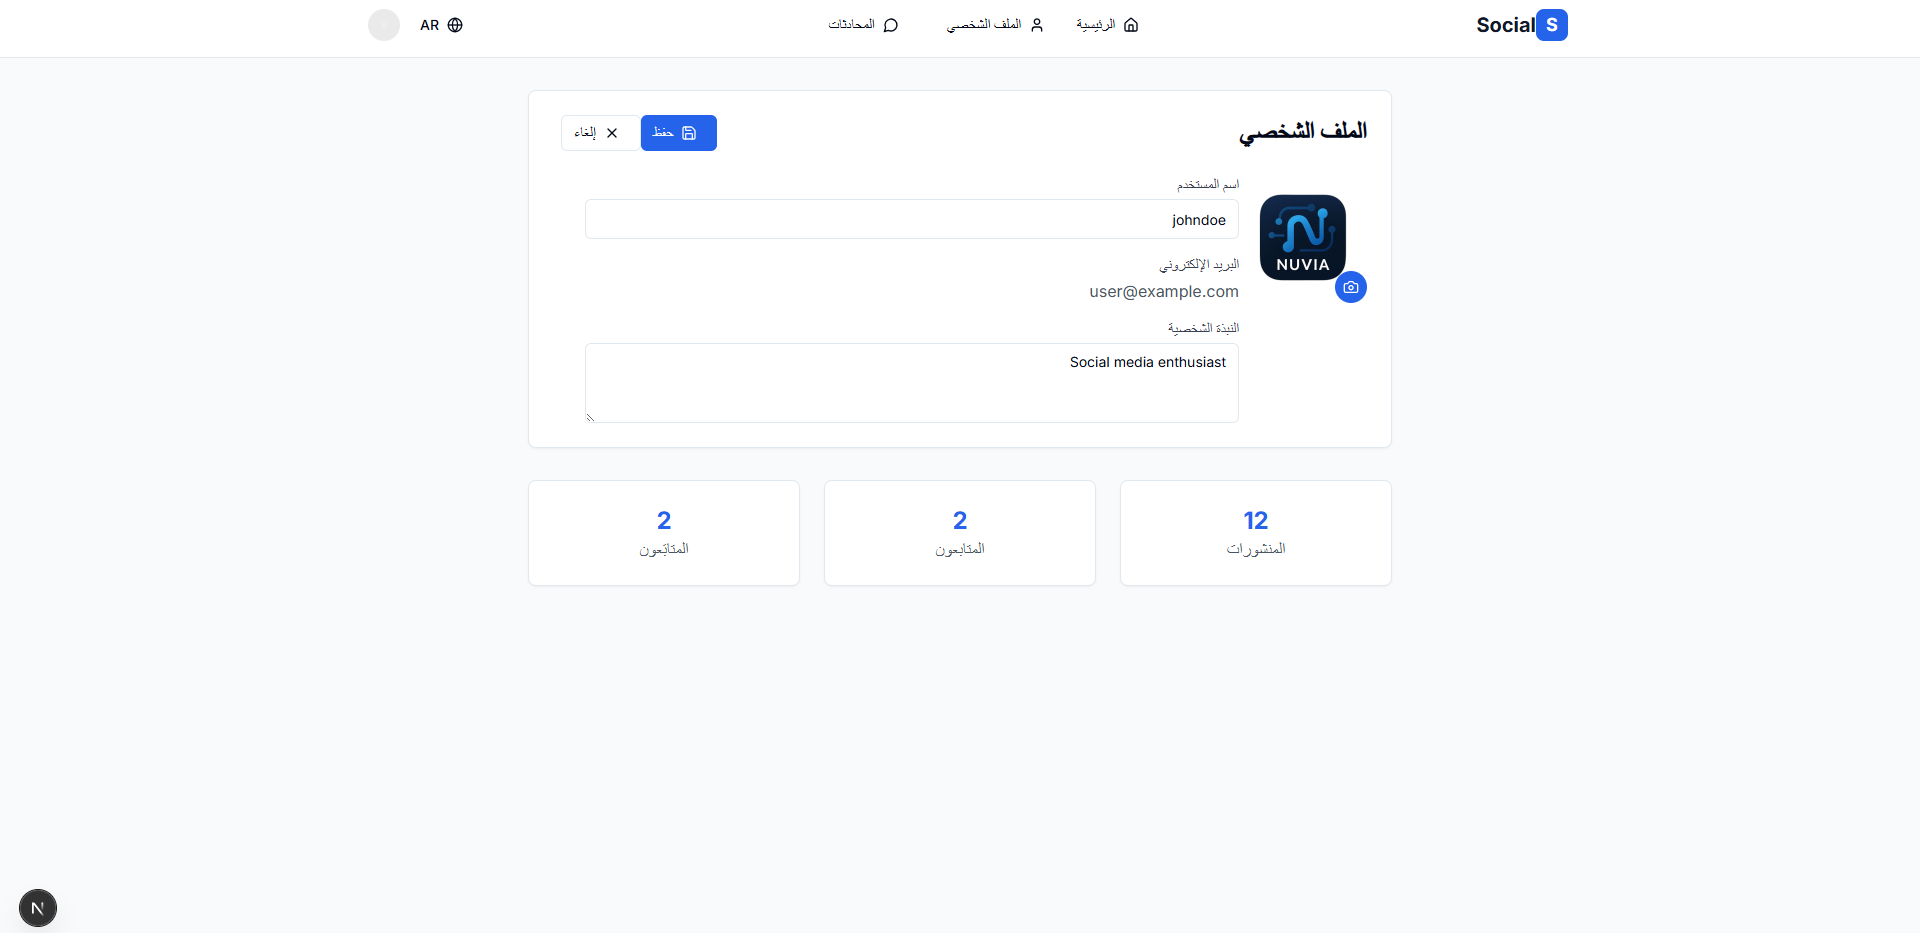 S
Social
الرئيسية
الملف الشخصي
المحادثات
AR
الملف الشخصي
حفظ
إلغاء
NUVIA
اسم المستخدم
johndoe
البريد الإلكتروني
user@example.com
النبذة الشخصية
Social media enthusiast
12
المنشورات
2
المتابعون
2
المتابَعون
N